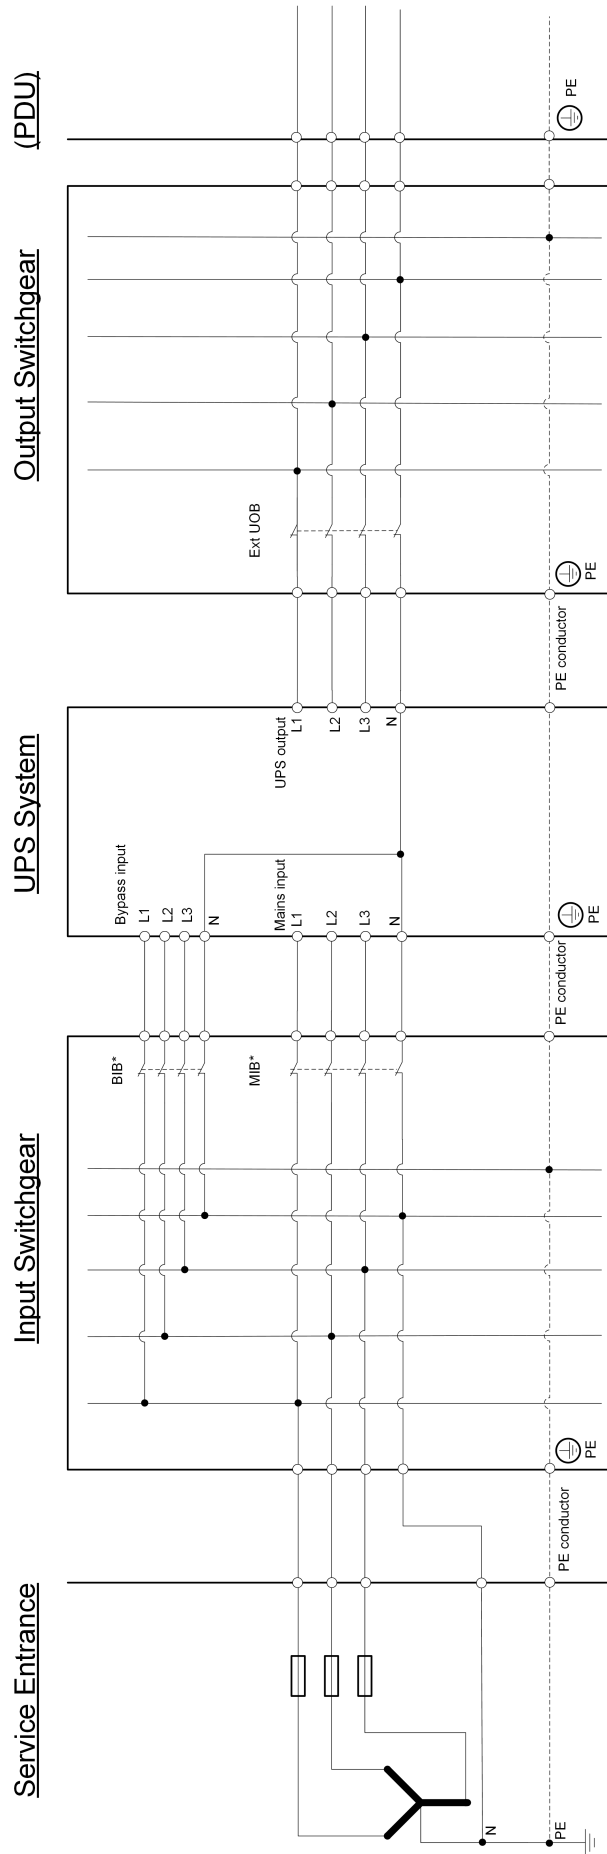 Service Entrance
Input Switchgear
UPS System
Output Switchgear
(PDU)
BIB*
Bypass input
L1
L2
L3
N
MIB*
Mains input
L1
L2
L3
N
UPS output
L1
L2
L3
N
Ext UOB
N
PE
PE conductor
PE
PE conductor
PE
PE conductor
PE
PE